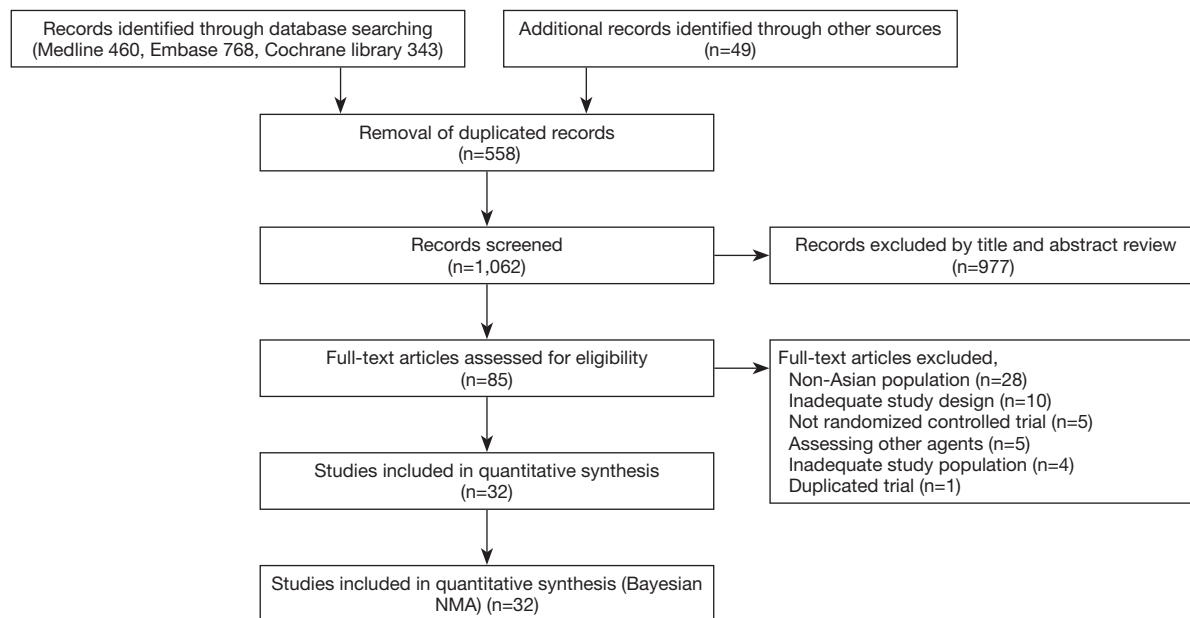 Records identified through database searching
(Medline 460, Embase 768, Cochrane library 343)
Additional records identified through other sources
(n=49)
Removal of duplicated records
(n=558)
Records screened
(n=1,062)
Records excluded by title and abstract review
(n=977)
Full-text articles assessed for eligibility
(n=85)
Full-text articles excluded,
Non-Asian population (n=28)
Inadequate study design (n=10)
Not randomized controlled trial (n=5)
Assessing other agents (n=5)
Inadequate study population (n=4)
Duplicated trial (n=1)
Studies included in quantitative synthesis
(n=32)
Studies included in quantitative synthesis (Bayesian
NMA) (n=32)